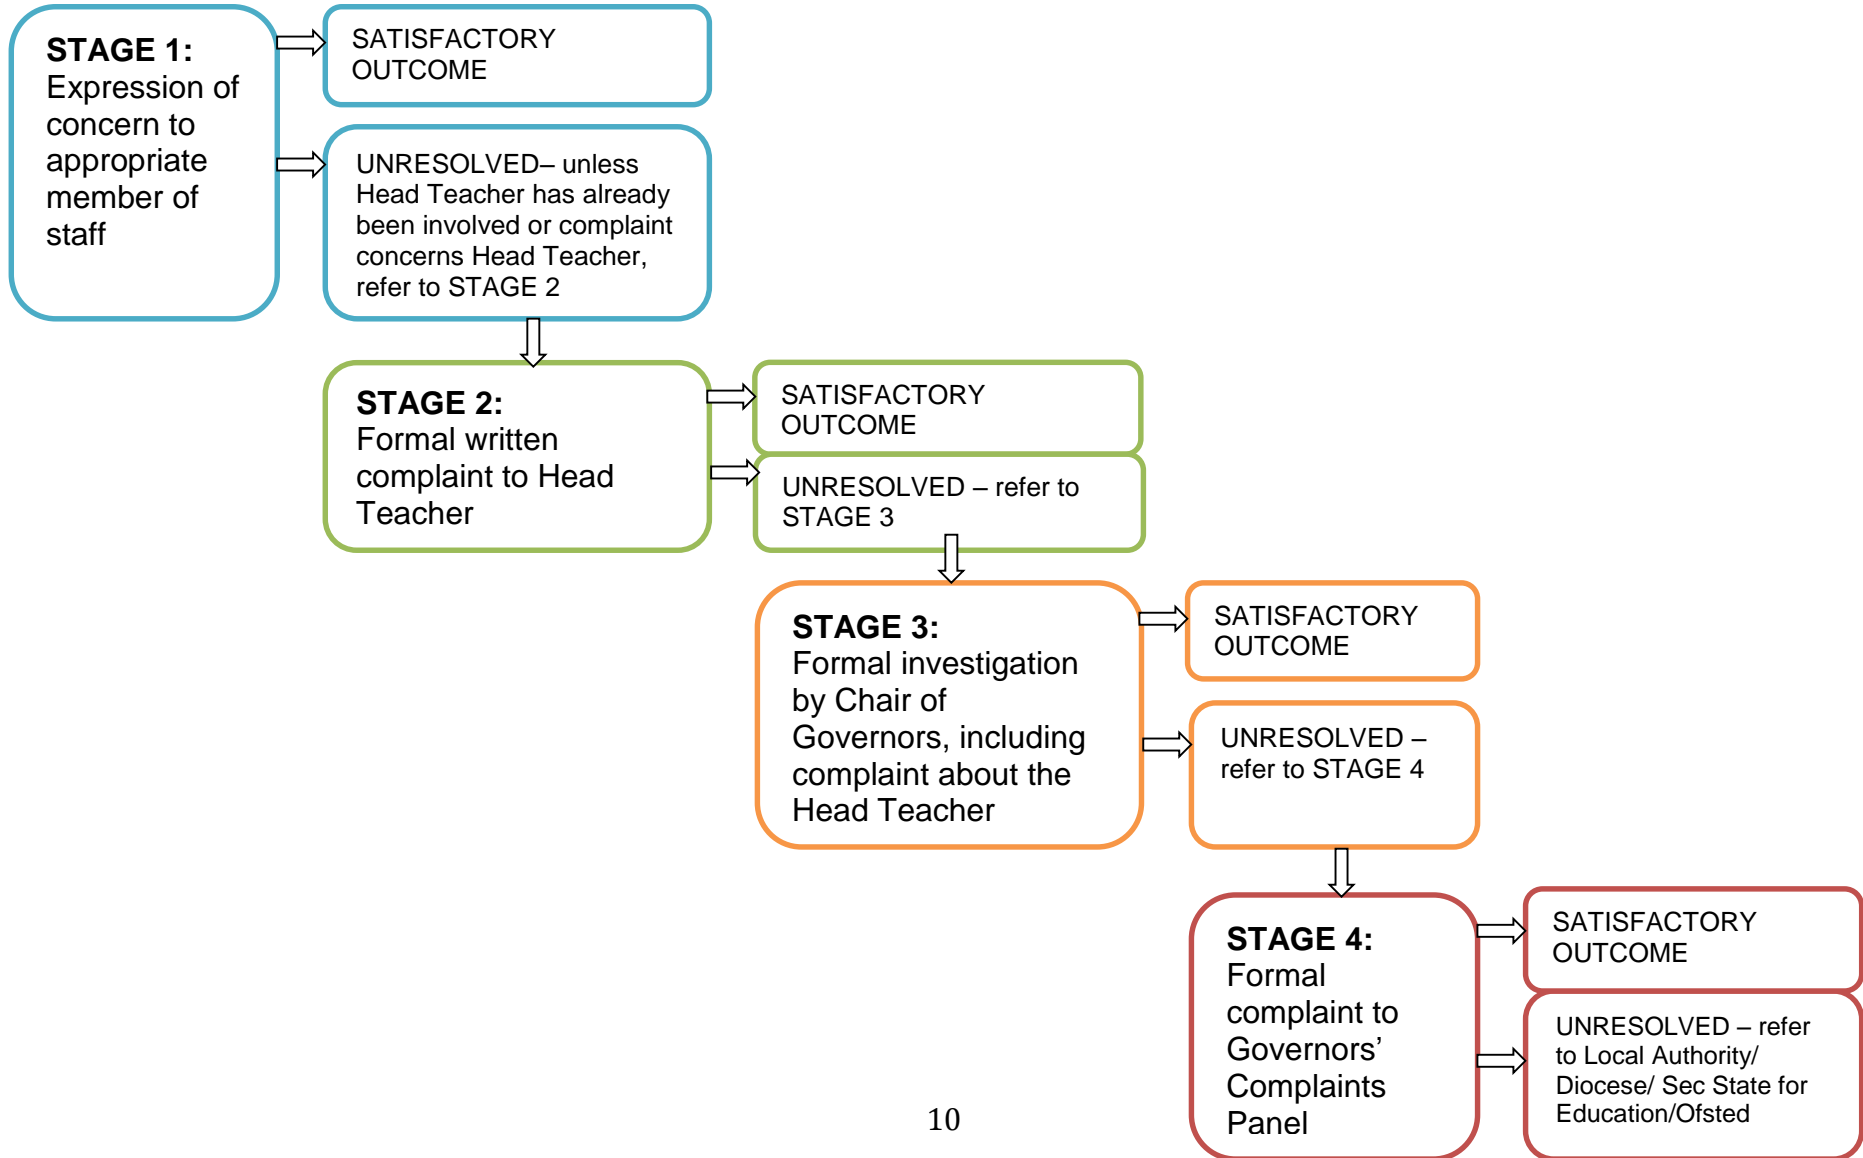 STAGE 1:
Expression of
concern to
appropriate
member of
staff
SATISFACTORY
OUTCOME
UNRESOLVED– unless
Head Teacher has already
been involved or complaint
concerns Head Teacher,
refer to STAGE 2
STAGE 2:
Formal written
complaint to Head
Teacher
SATISFACTORY
OUTCOME
UNRESOLVED – refer to
STAGE 3
STAGE 3:
Formal investigation
by Chair of
Governors, including
complaint about the
Head Teacher
SATISFACTORY
OUTCOME
UNRESOLVED –
refer to STAGE 4
STAGE 4:
Formal
complaint to
Governors’
Complaints
Panel
SATISFACTORY
OUTCOME
UNRESOLVED – refer
to Local Authority/
Diocese/ Sec State for
Education/Ofsted
10